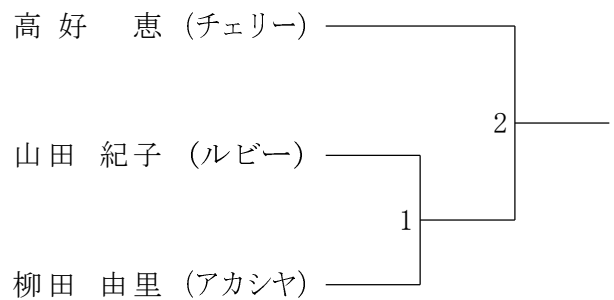 高好 恵 (チェリー)
2
山田 紀子 (ルビー)
1
柳田 由里 (アカシヤ)